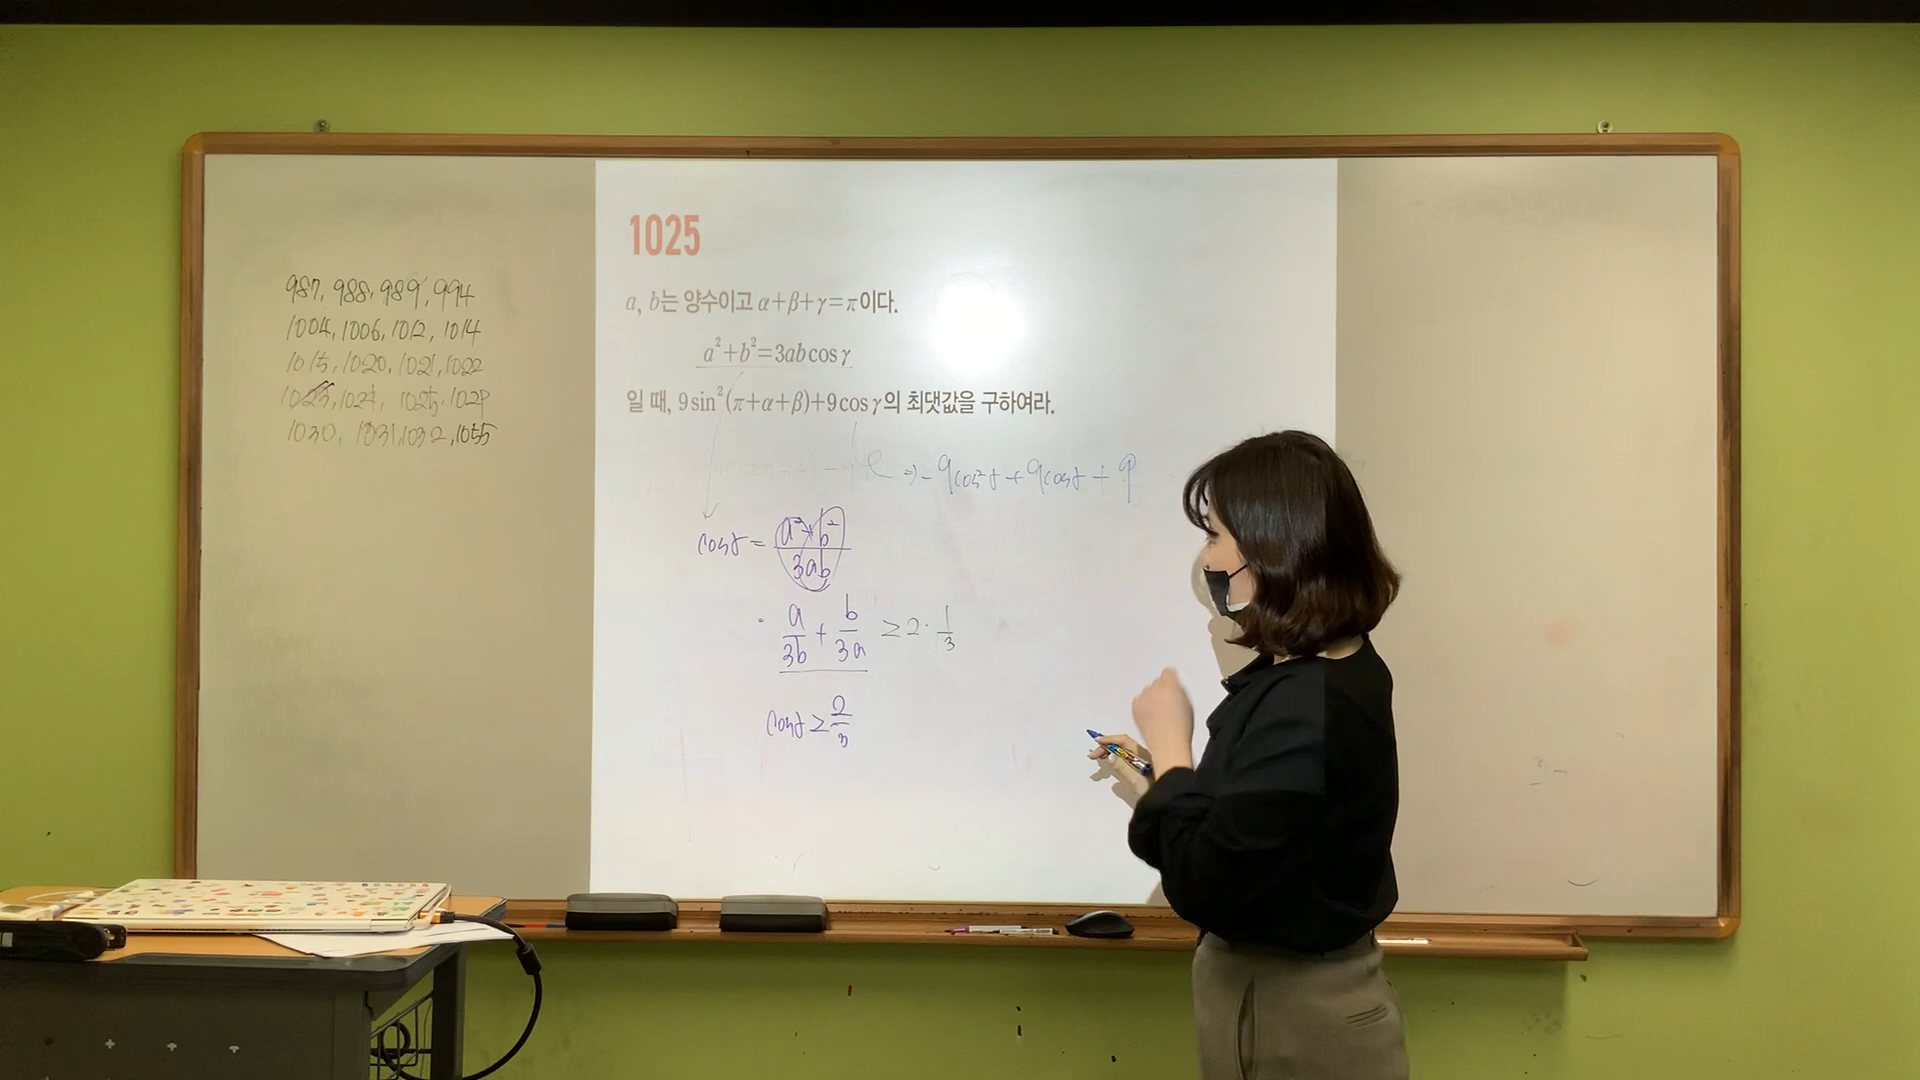 987, 988, 989, 994
1004, 1006, 1012, 1014
1015, 1020, 1021, 1022
1023, 1024, 1025, 1029
1030, 1031, 1032, 1055
1025
a, b는 양수이고 α+β+γ=π이다.
a²+b²=3ab cos γ
일 때, 9 sin²(π+α+β)+9 cos γ의 최댓값을 구하여라.
⇒ -9cos²γ + 9cosγ + 9
cosγ = (a²+b²)/3ab
= a/3b + b/3a ≥ 2 · 1/3
cosγ ≥ 2/3